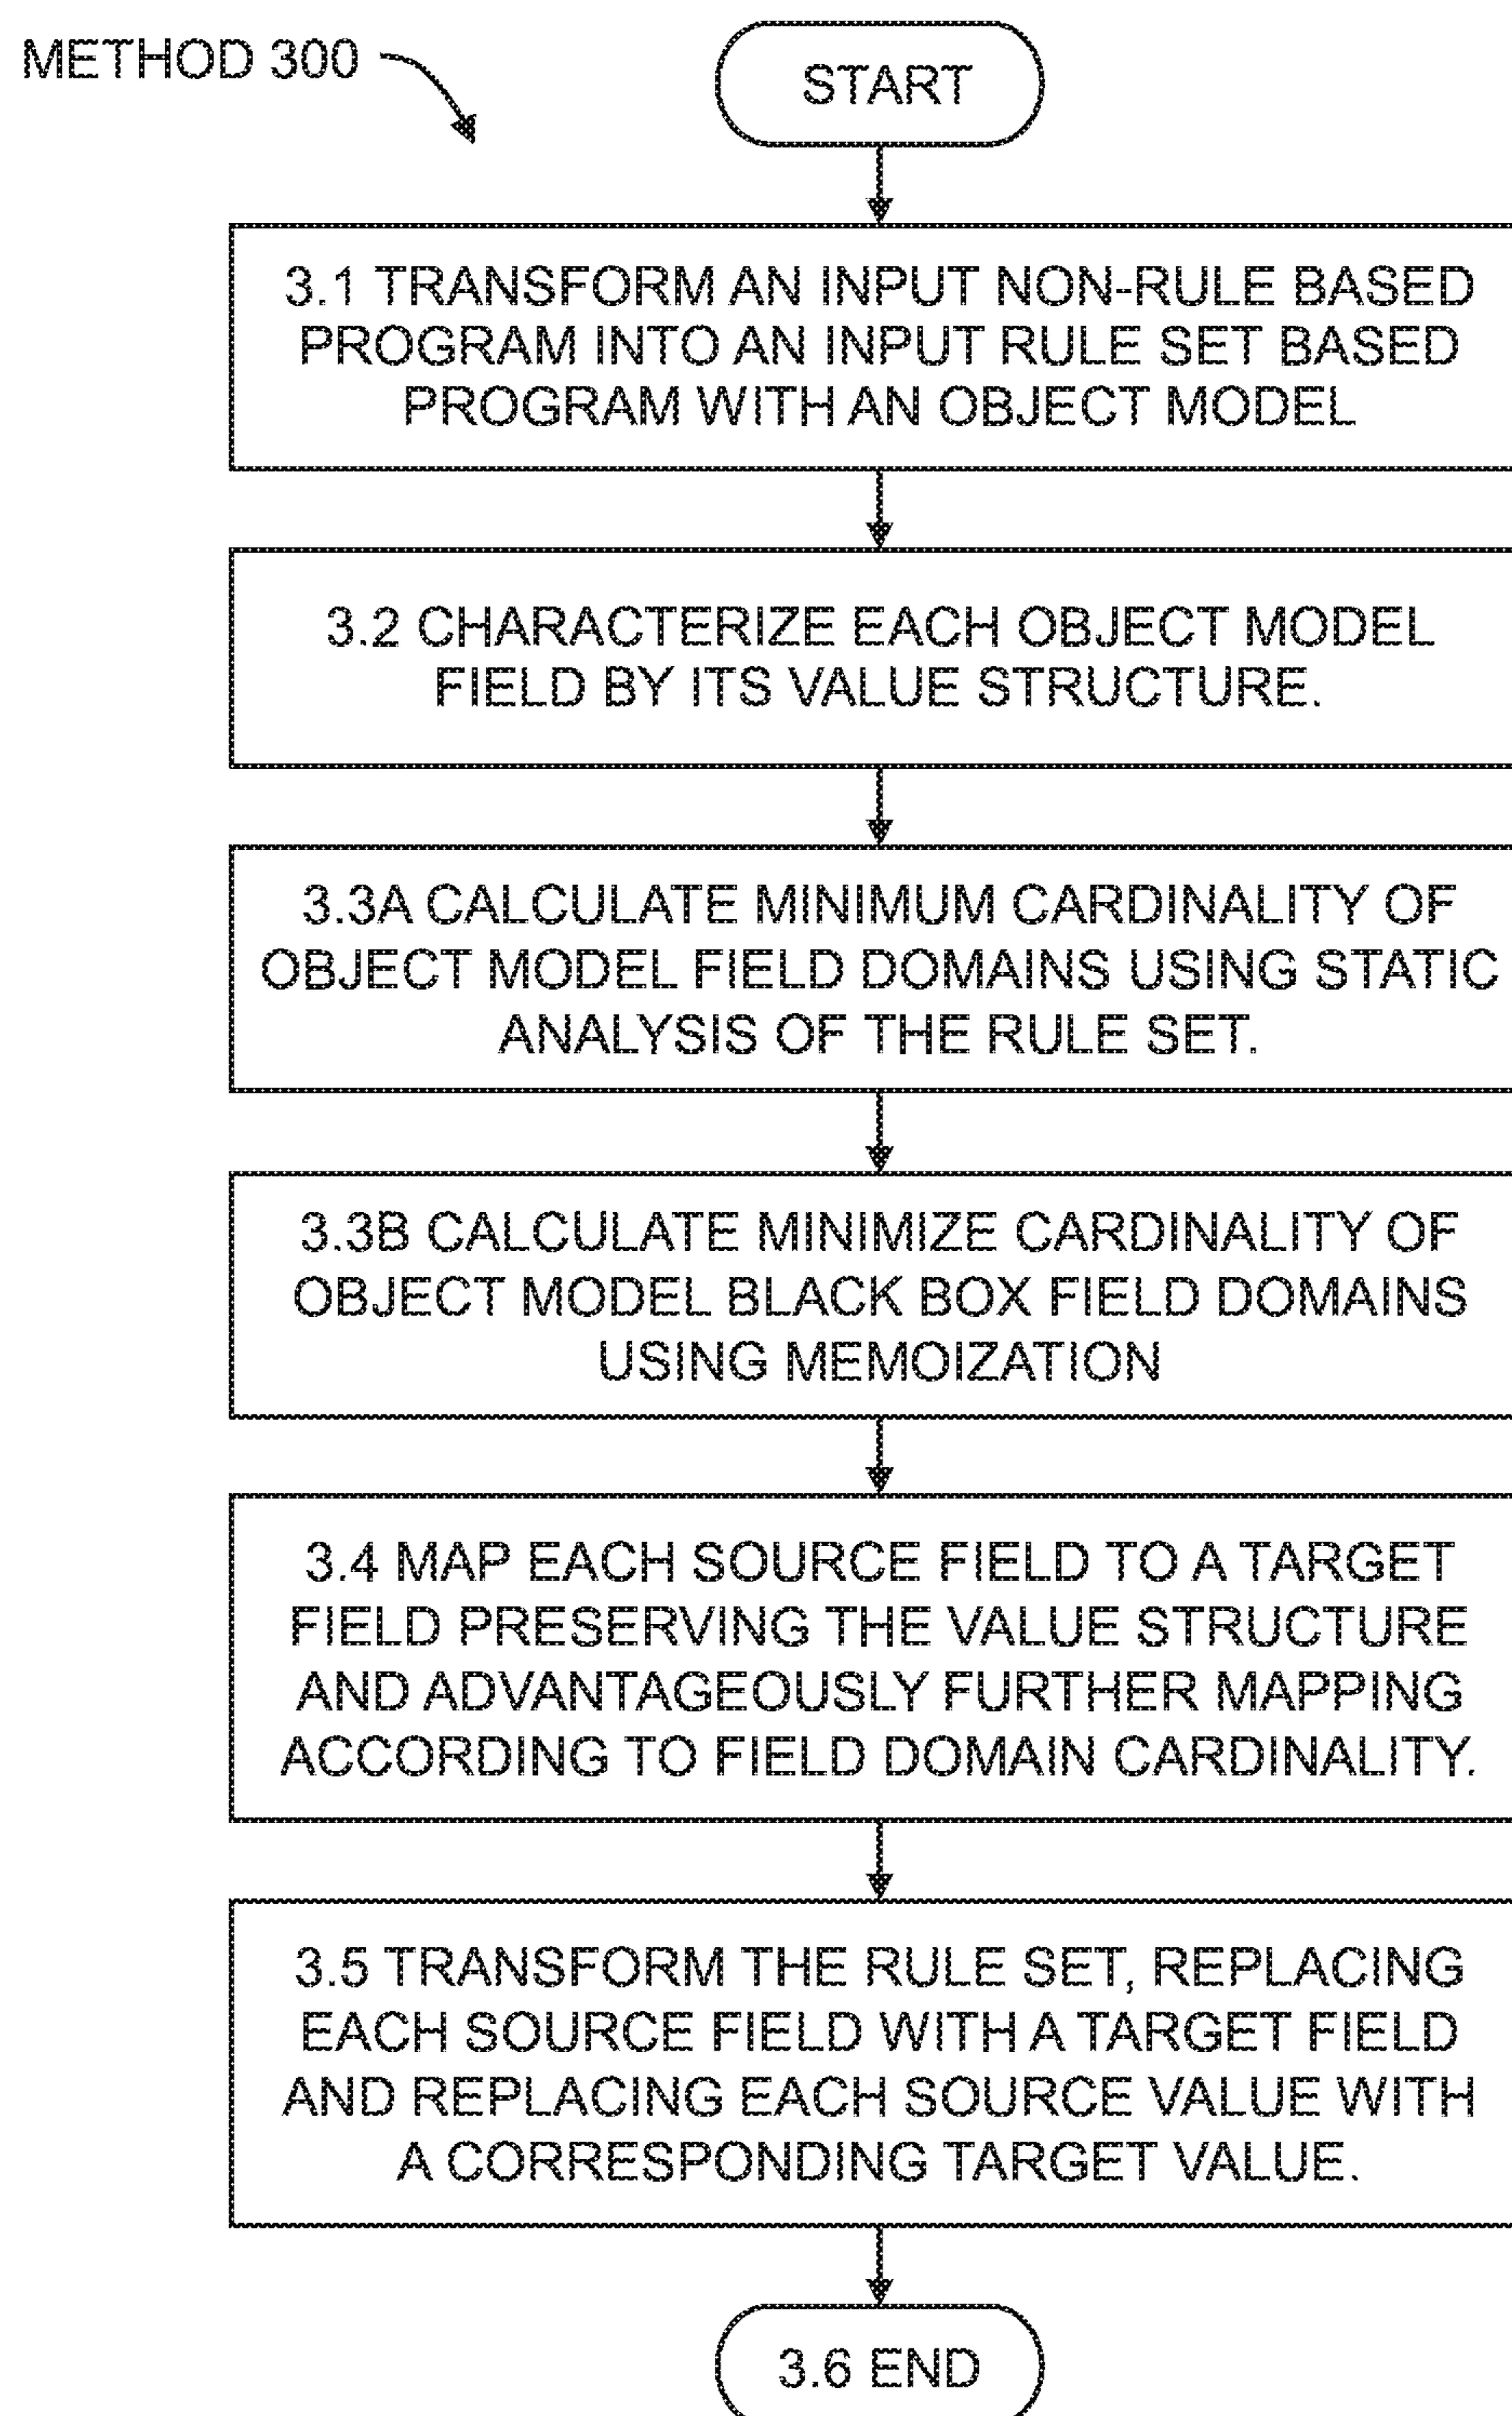 METHOD 300
START
3.1 TRANSFORM AN INPUT NON-RULE BASED
PROGRAM INTO AN INPUT RULE SET BASED
PROGRAM WITH AN OBJECT MODEL
3.2 CHARACTERIZE EACH OBJECT MODEL
FIELD BY ITS VALUE STRUCTURE.
3.3A CALCULATE MINIMUM CARDINALITY OF
OBJECT MODEL FIELD DOMAINS USING STATIC
ANALYSIS OF THE RULE SET.
3.3B CALCULATE MINIMIZE CARDINALITY OF
OBJECT MODEL BLACK BOX FIELD DOMAINS
USING MEMOIZATION
3.4 MAP EACH SOURCE FIELD TO A TARGET
FIELD PRESERVING THE VALUE STRUCTURE
AND ADVANTAGEOUSLY FURTHER MAPPING
ACCORDING TO FIELD DOMAIN CARDINALITY.
3.5 TRANSFORM THE RULE SET, REPLACING
EACH SOURCE FIELD WITH A TARGET FIELD
AND REPLACING EACH SOURCE VALUE WITH
A CORRESPONDING TARGET VALUE.
3.6 END